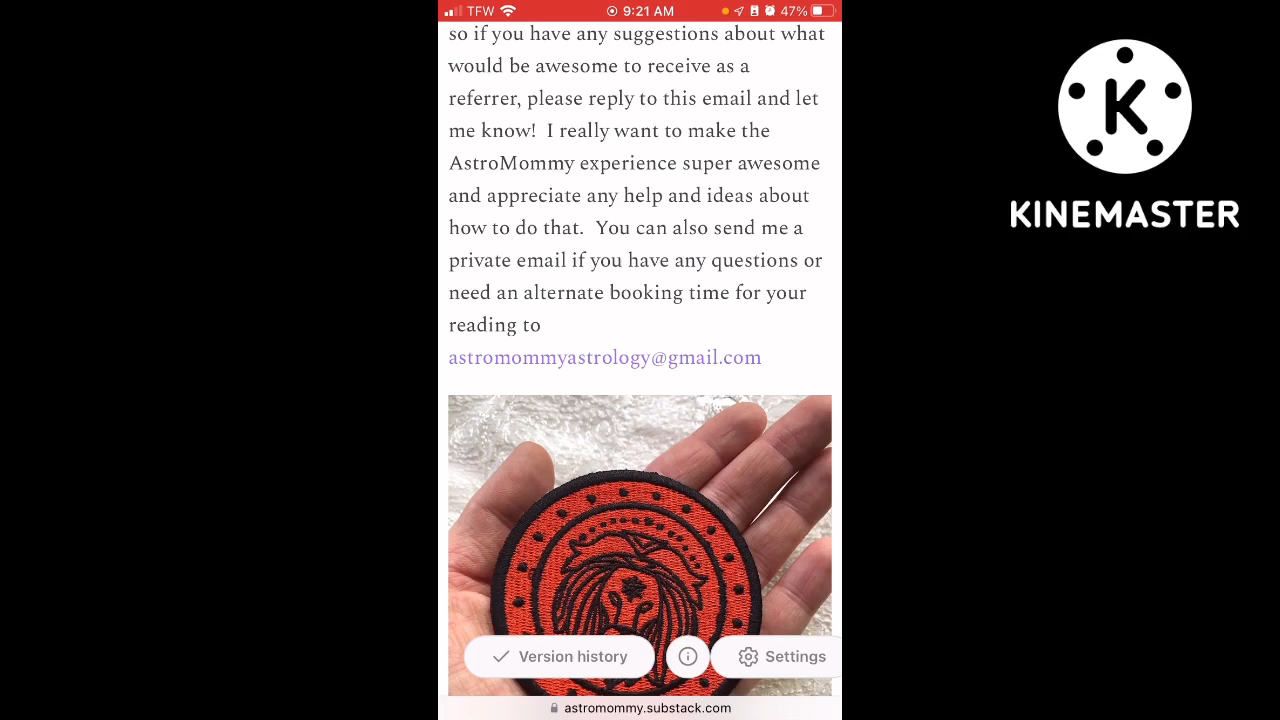 TFW 9:21 AM 47%
so if you have any suggestions about what
would be awesome to receive as a
referrer, please reply to this email and let
me know!  I really want to make the
AstroMommy experience super awesome
and appreciate any help and ideas about
how to do that.  You can also send me a
private email if you have any questions or
need an alternate booking time for your
reading to
astromommyastrology@gmail.com
Version history
Settings
astromommy.substack.com
K
KINEMASTER